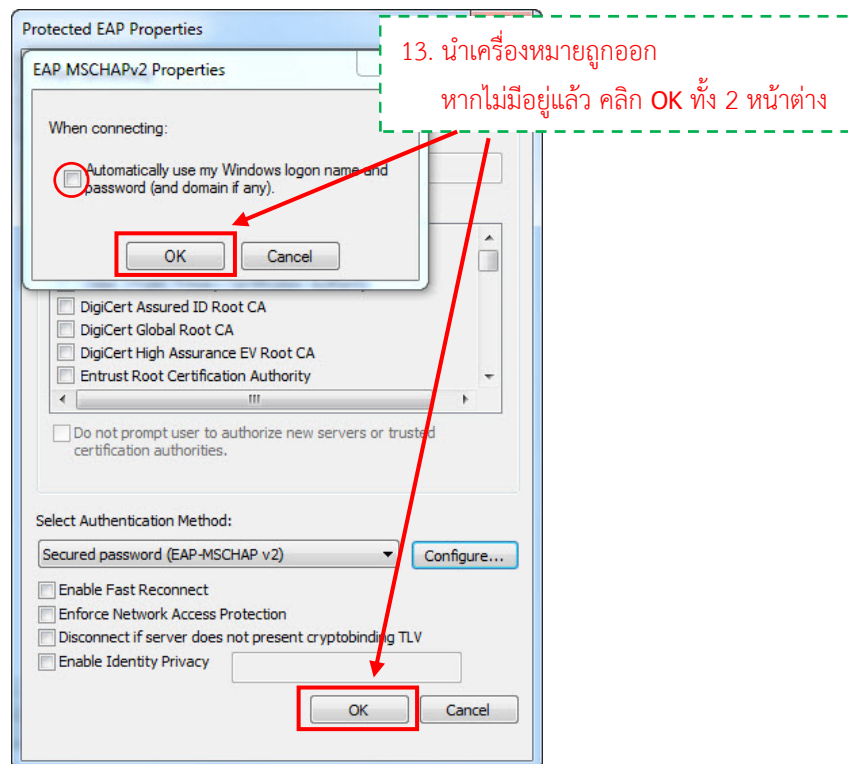 Protected EAP Properties
13. นำเครื่องหมายถูกออก
หากไม่มีอยู่แล้ว คลิก OK ทั้ง 2 หน้าต่าง
EAP MSCHAPv2 Properties
When connecting:
Automatically use my Windows logon name and
password (and domain if any).
OK
Cancel
DigiCert Assured ID Root CA
DigiCert Global Root CA
DigiCert High Assurance EV Root CA
Entrust Root Certification Authority
Do not prompt user to authorize new servers or trusted
certification authorities.
Select Authentication Method:
Secured password (EAP-MSCHAP v2)
Configure...
Enable Fast Reconnect
Enforce Network Access Protection
Disconnect if server does not present cryptobinding TLV
Enable Identity Privacy
OK
Cancel